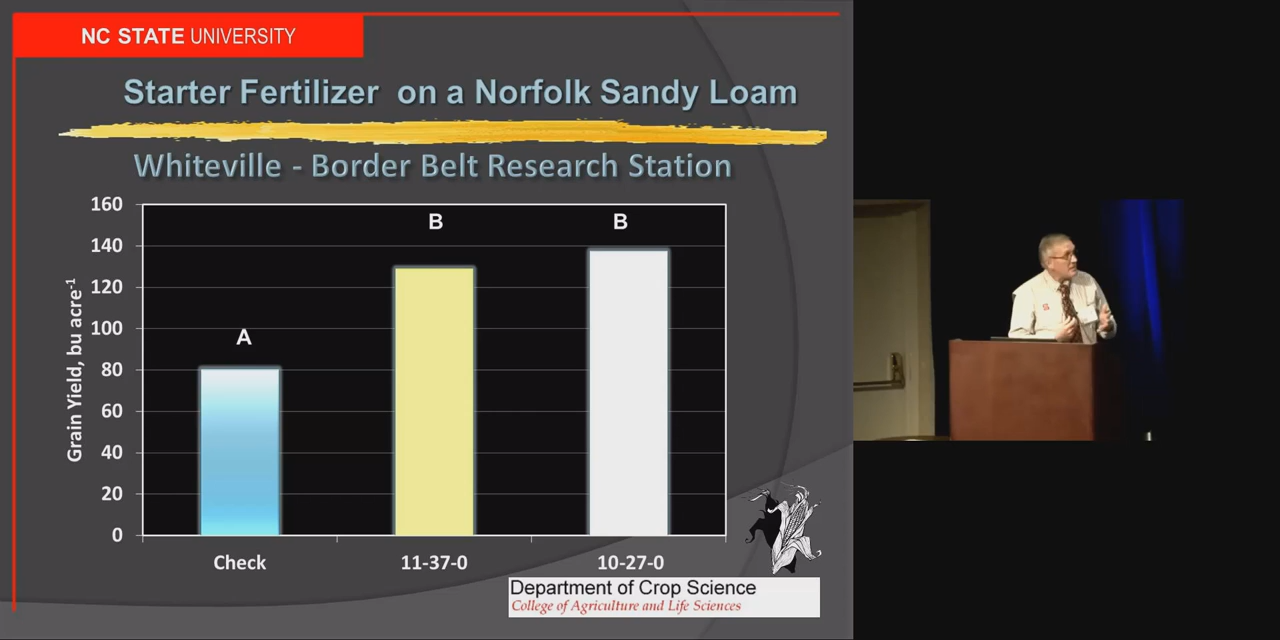 NC STATE UNIVERSITY
Starter Fertilizer on a Norfolk Sandy Loam
Whiteville - Border Belt Research Station
Grain Yield, bu acre-1
160
140
120
100
80
60
40
20
0
A
B
B
Check
11-37-0
10-27-0
Department of Crop Science
College of Agriculture and Life Sciences